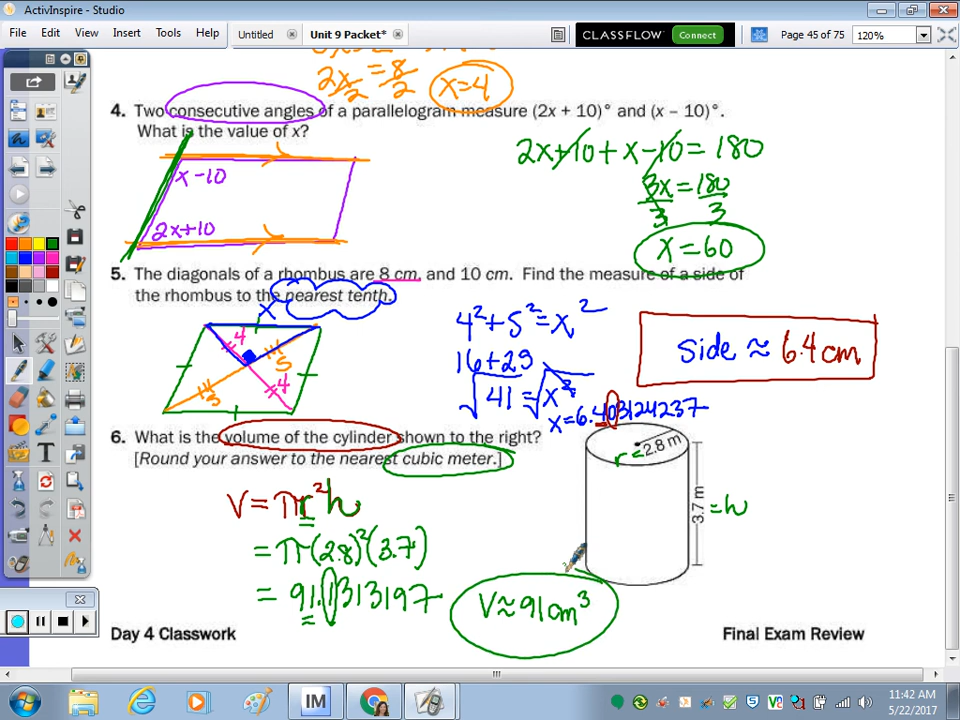 ActivInspire - Studio
File Edit View Insert Tools Help Untitled Unit 9 Packet* CLASSFLOW Connect Page 45 of 75 120%
2x/2 = 8/2 x=4
4. Two consecutive angles of a parallelogram measure (2x + 10)° and (x – 10)°.
What is the value of x?
2x+10+x-10=180
x-10
3x/3 = 180/3
2x+10
x=60
5. The diagonals of a rhombus are 8 cm, and 10 cm. Find the measure of a side of
the rhombus to the nearest tenth.
x
4 5 4
4²+5²=x²
16+25
√41=√x²
x=6.403124237
Side ≈ 6.4cm
6. What is the volume of the cylinder shown to the right?
[Round your answer to the nearest cubic meter.]
r= 2.8 m
3.7 m =h
V=πr²h
=π(2.8)²(3.7)
= 91.1313197
V≈91cm³
Day 4 Classwork Final Exam Review
IM
11:42 AM
5/22/2017